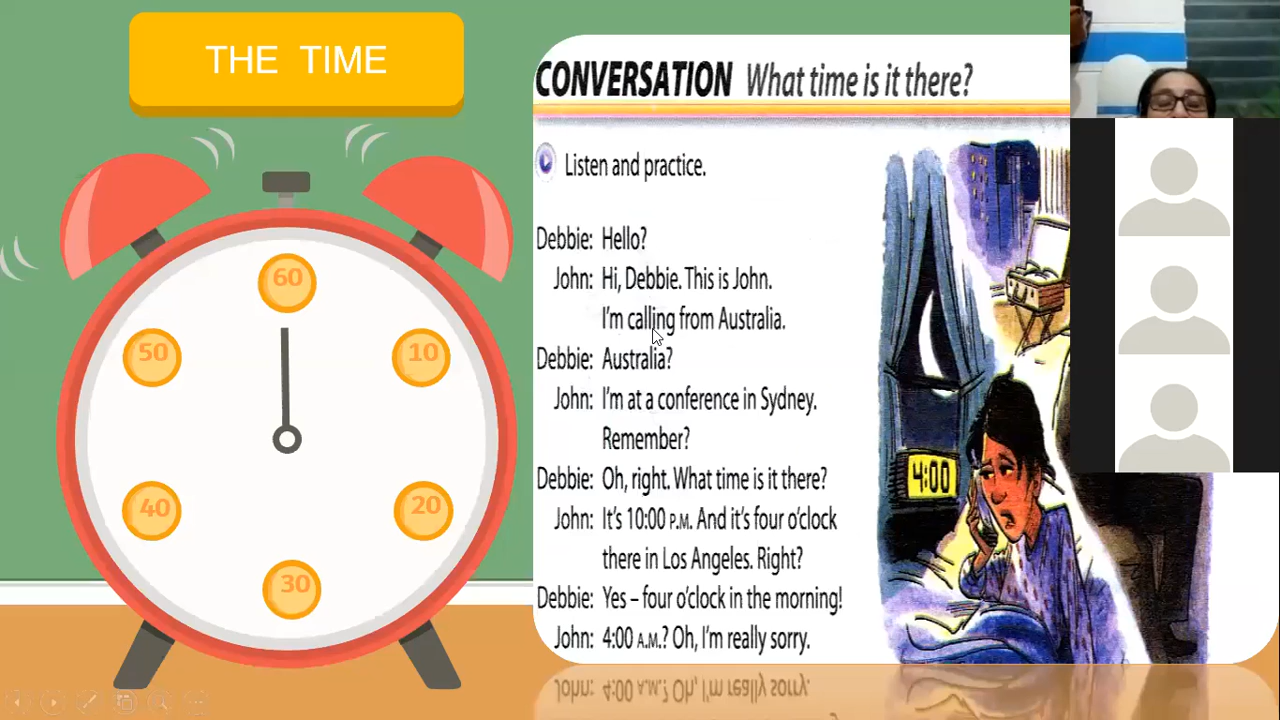 THE TIME
60
50
10
40
20
30
CONVERSATION What time is it there?
Listen and practice.
Debbie: Hello?
John: Hi, Debbie. This is John.
I'm calling from Australia.
Debbie: Australia?
John: I'm at a conference in Sydney.
Remember?
Debbie: Oh, right. What time is it there?
John: It's 10:00 P.M. And it's four o'clock
there in Los Angeles. Right?
Debbie: Yes – four o'clock in the morning!
John: 4:00 A.M.? Oh, I'm really sorry.
4:00